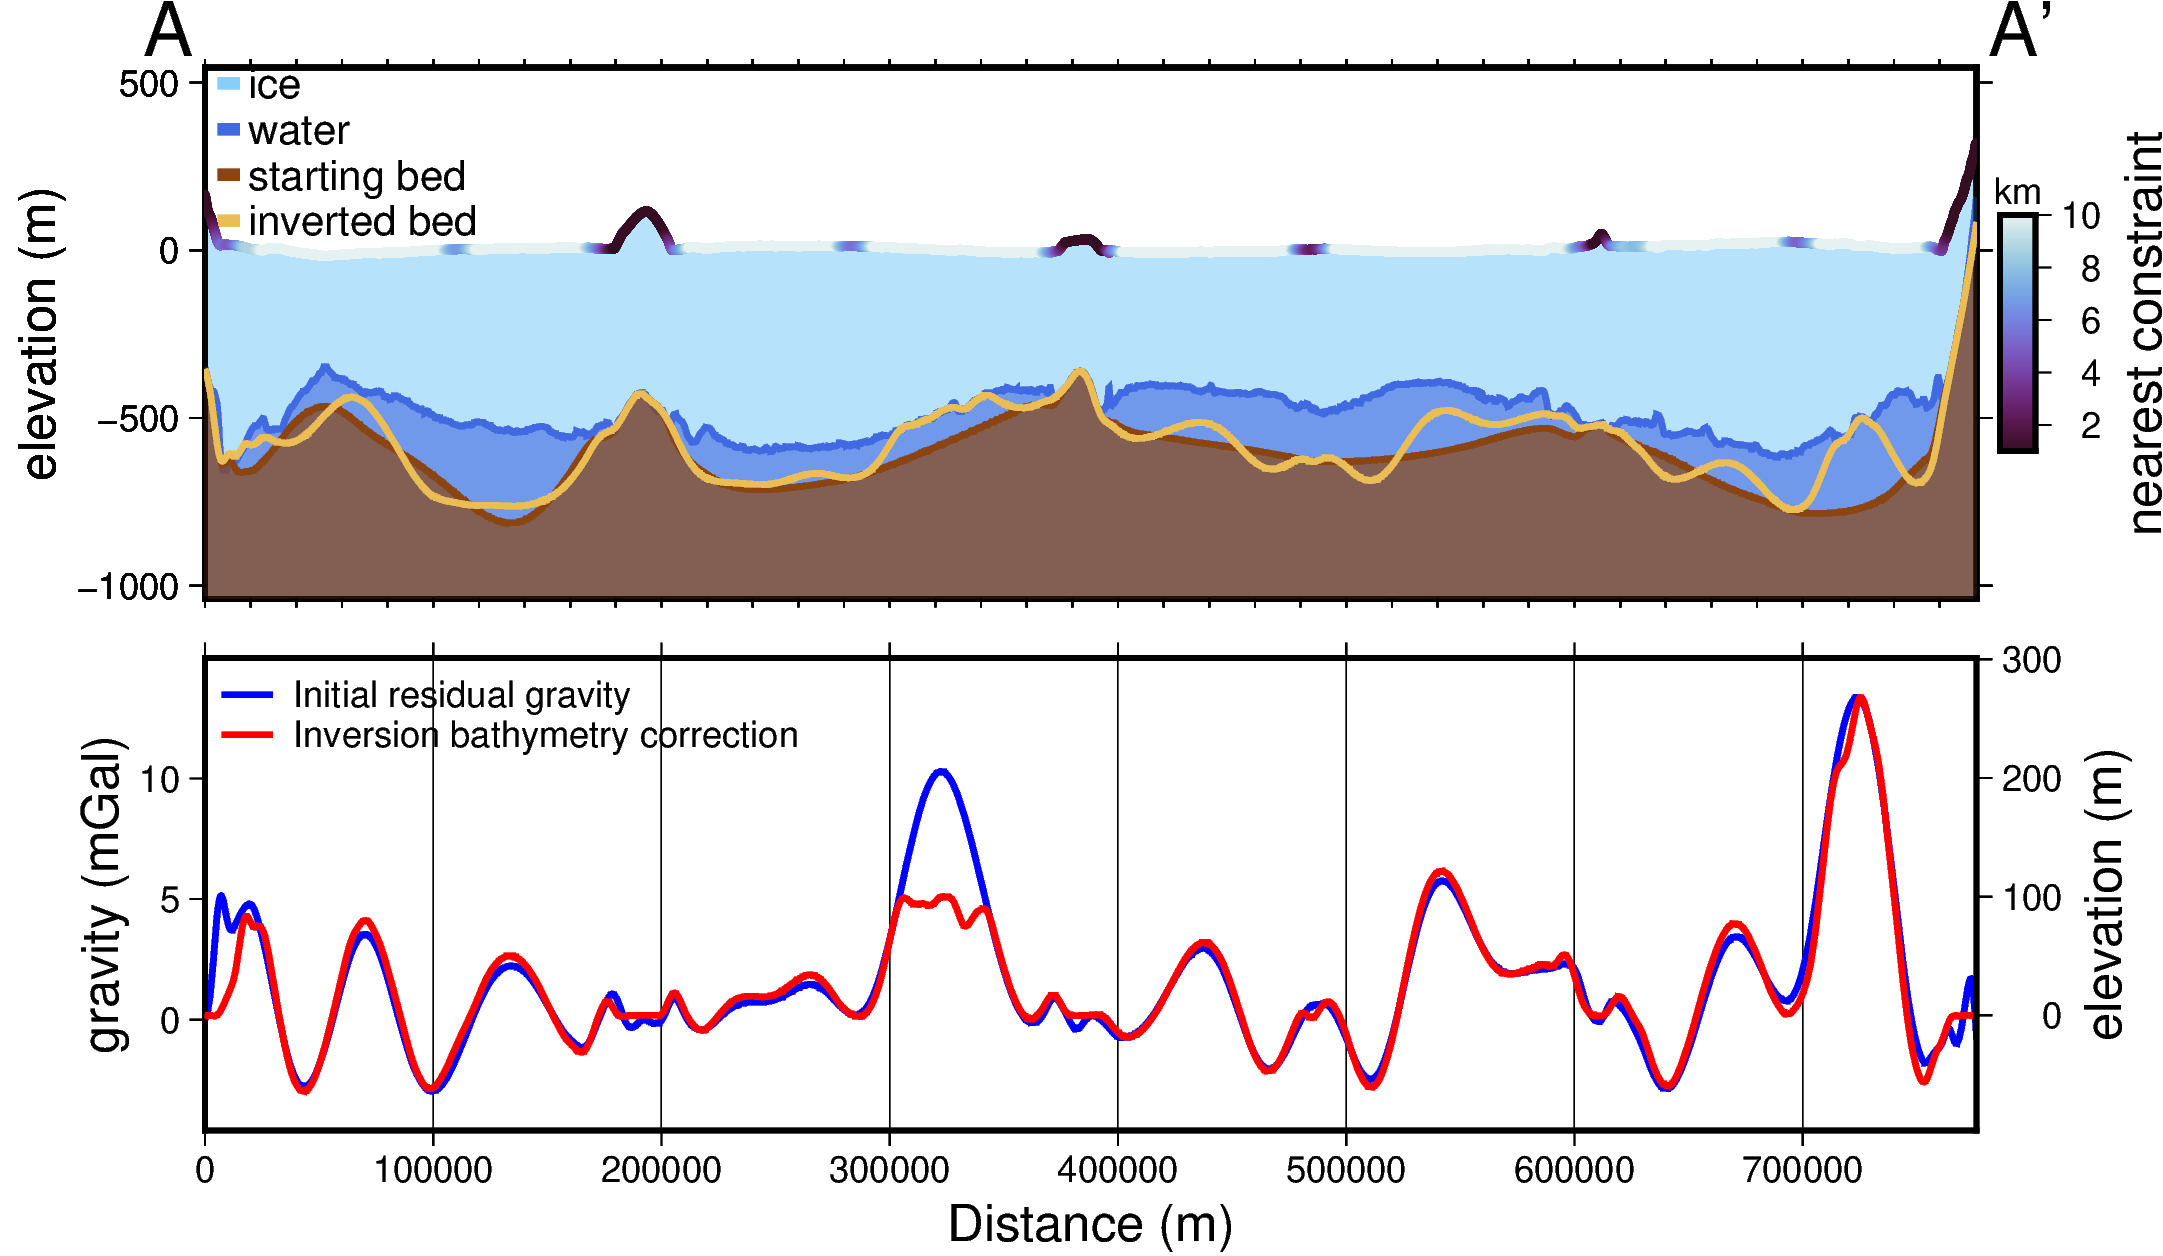 A
A’
500
0
−500
−1000
elevation (m)
ice
water
starting bed
inverted bed
km
10
8
6
4
2
nearest constraint
Initial residual gravity
Inversion bathymetry correction
10
5
0
gravity (mGal)
300
200
100
0
elevation (m)
0
100000
200000
300000
400000
500000
600000
700000
Distance (m)